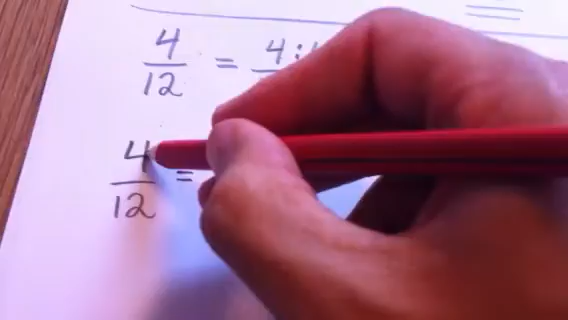 4/12 = 4:
4/12 =